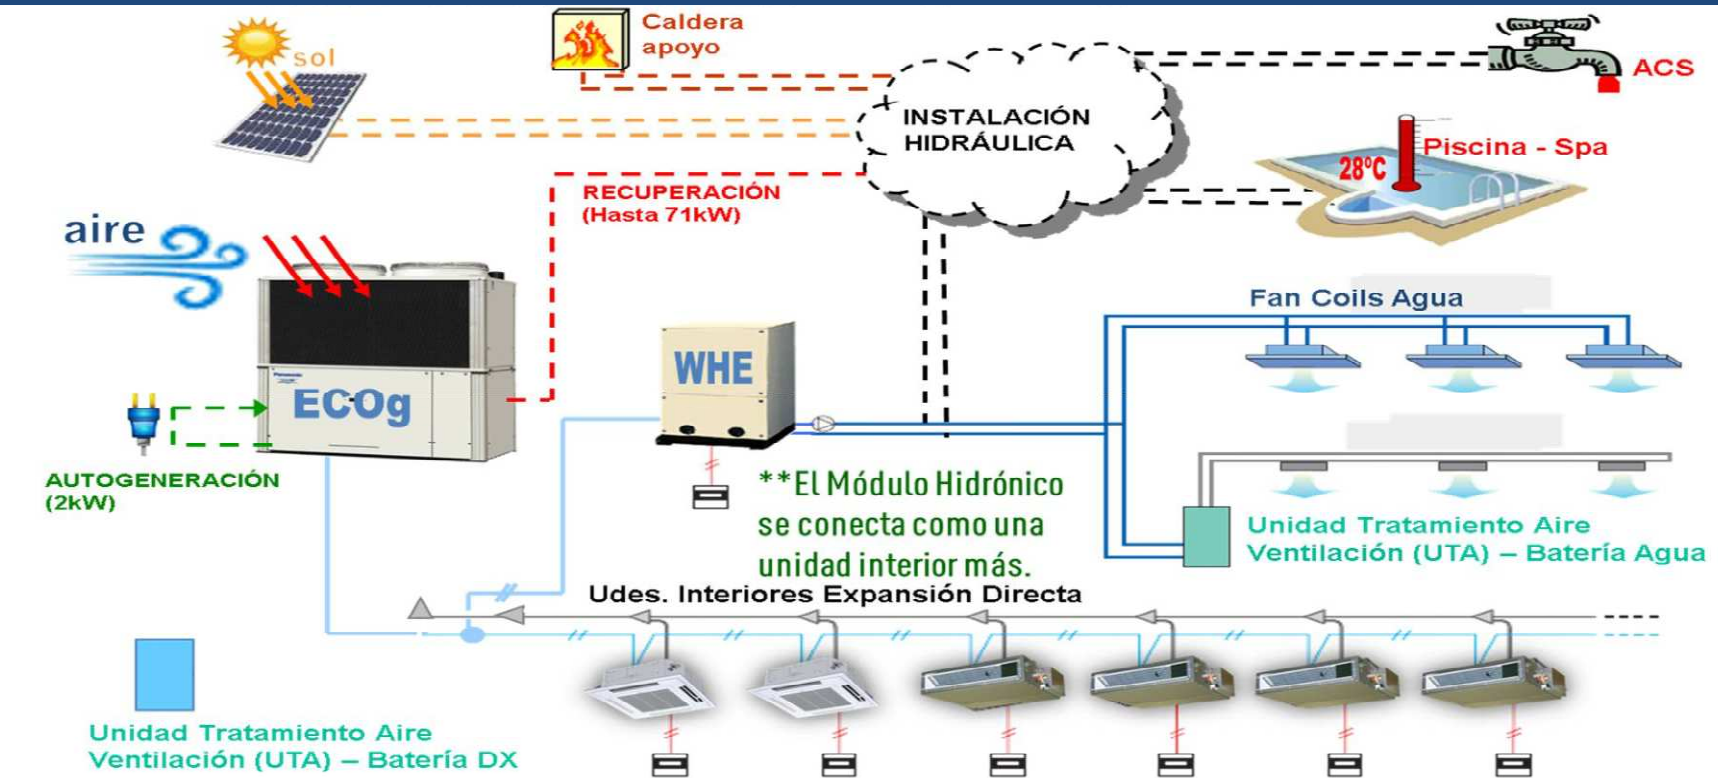 sol
Caldera
apoyo
ACS
INSTALACIÓN
HIDRÁULICA
Piscina - Spa
28ºC
RECUPERACIÓN
(Hasta 71kW)
aire
Fan Coils Agua
WHE
Panasonic
ECOg
AUTOGENERACIÓN
(2kW)
**El Módulo Hidrónico
se conecta como una
unidad interior más.
Unidad Tratamiento Aire
Ventilación (UTA) – Batería Agua
Udes. Interiores Expansión Directa
Unidad Tratamiento Aire
Ventilación (UTA) – Batería DX